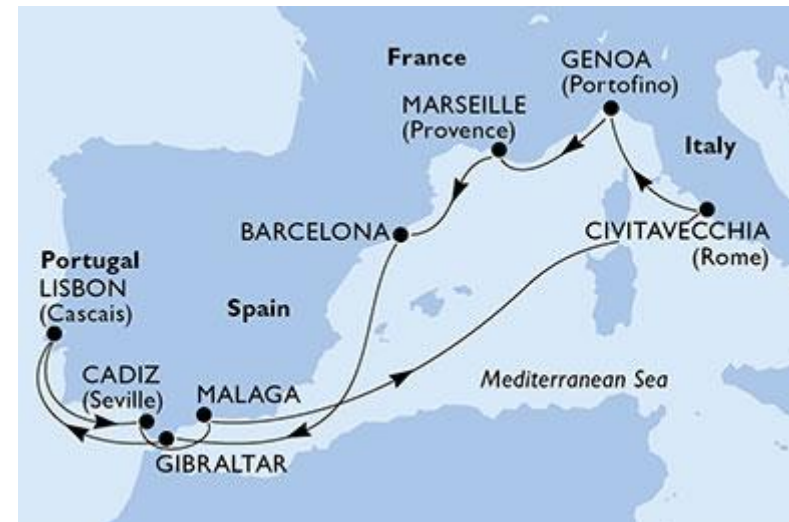 France
GENOA
(Portofino)
MARSEILLE
(Provence)
Italy
BARCELONA
CIVITAVECCHIA
(Rome)
Portugal
LISBON
(Cascais)
Spain
CADIZ
(Seville)
MALAGA
Mediterranean Sea
GIBRALTAR